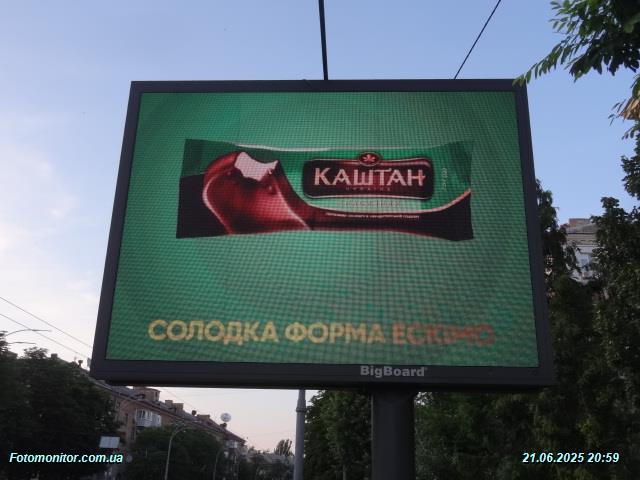 КАШТАН
СОЛОДКА ФОРМА ЕСКІМО
BigBoard
Fotomonitor.com.ua
21.06.2025 20:59